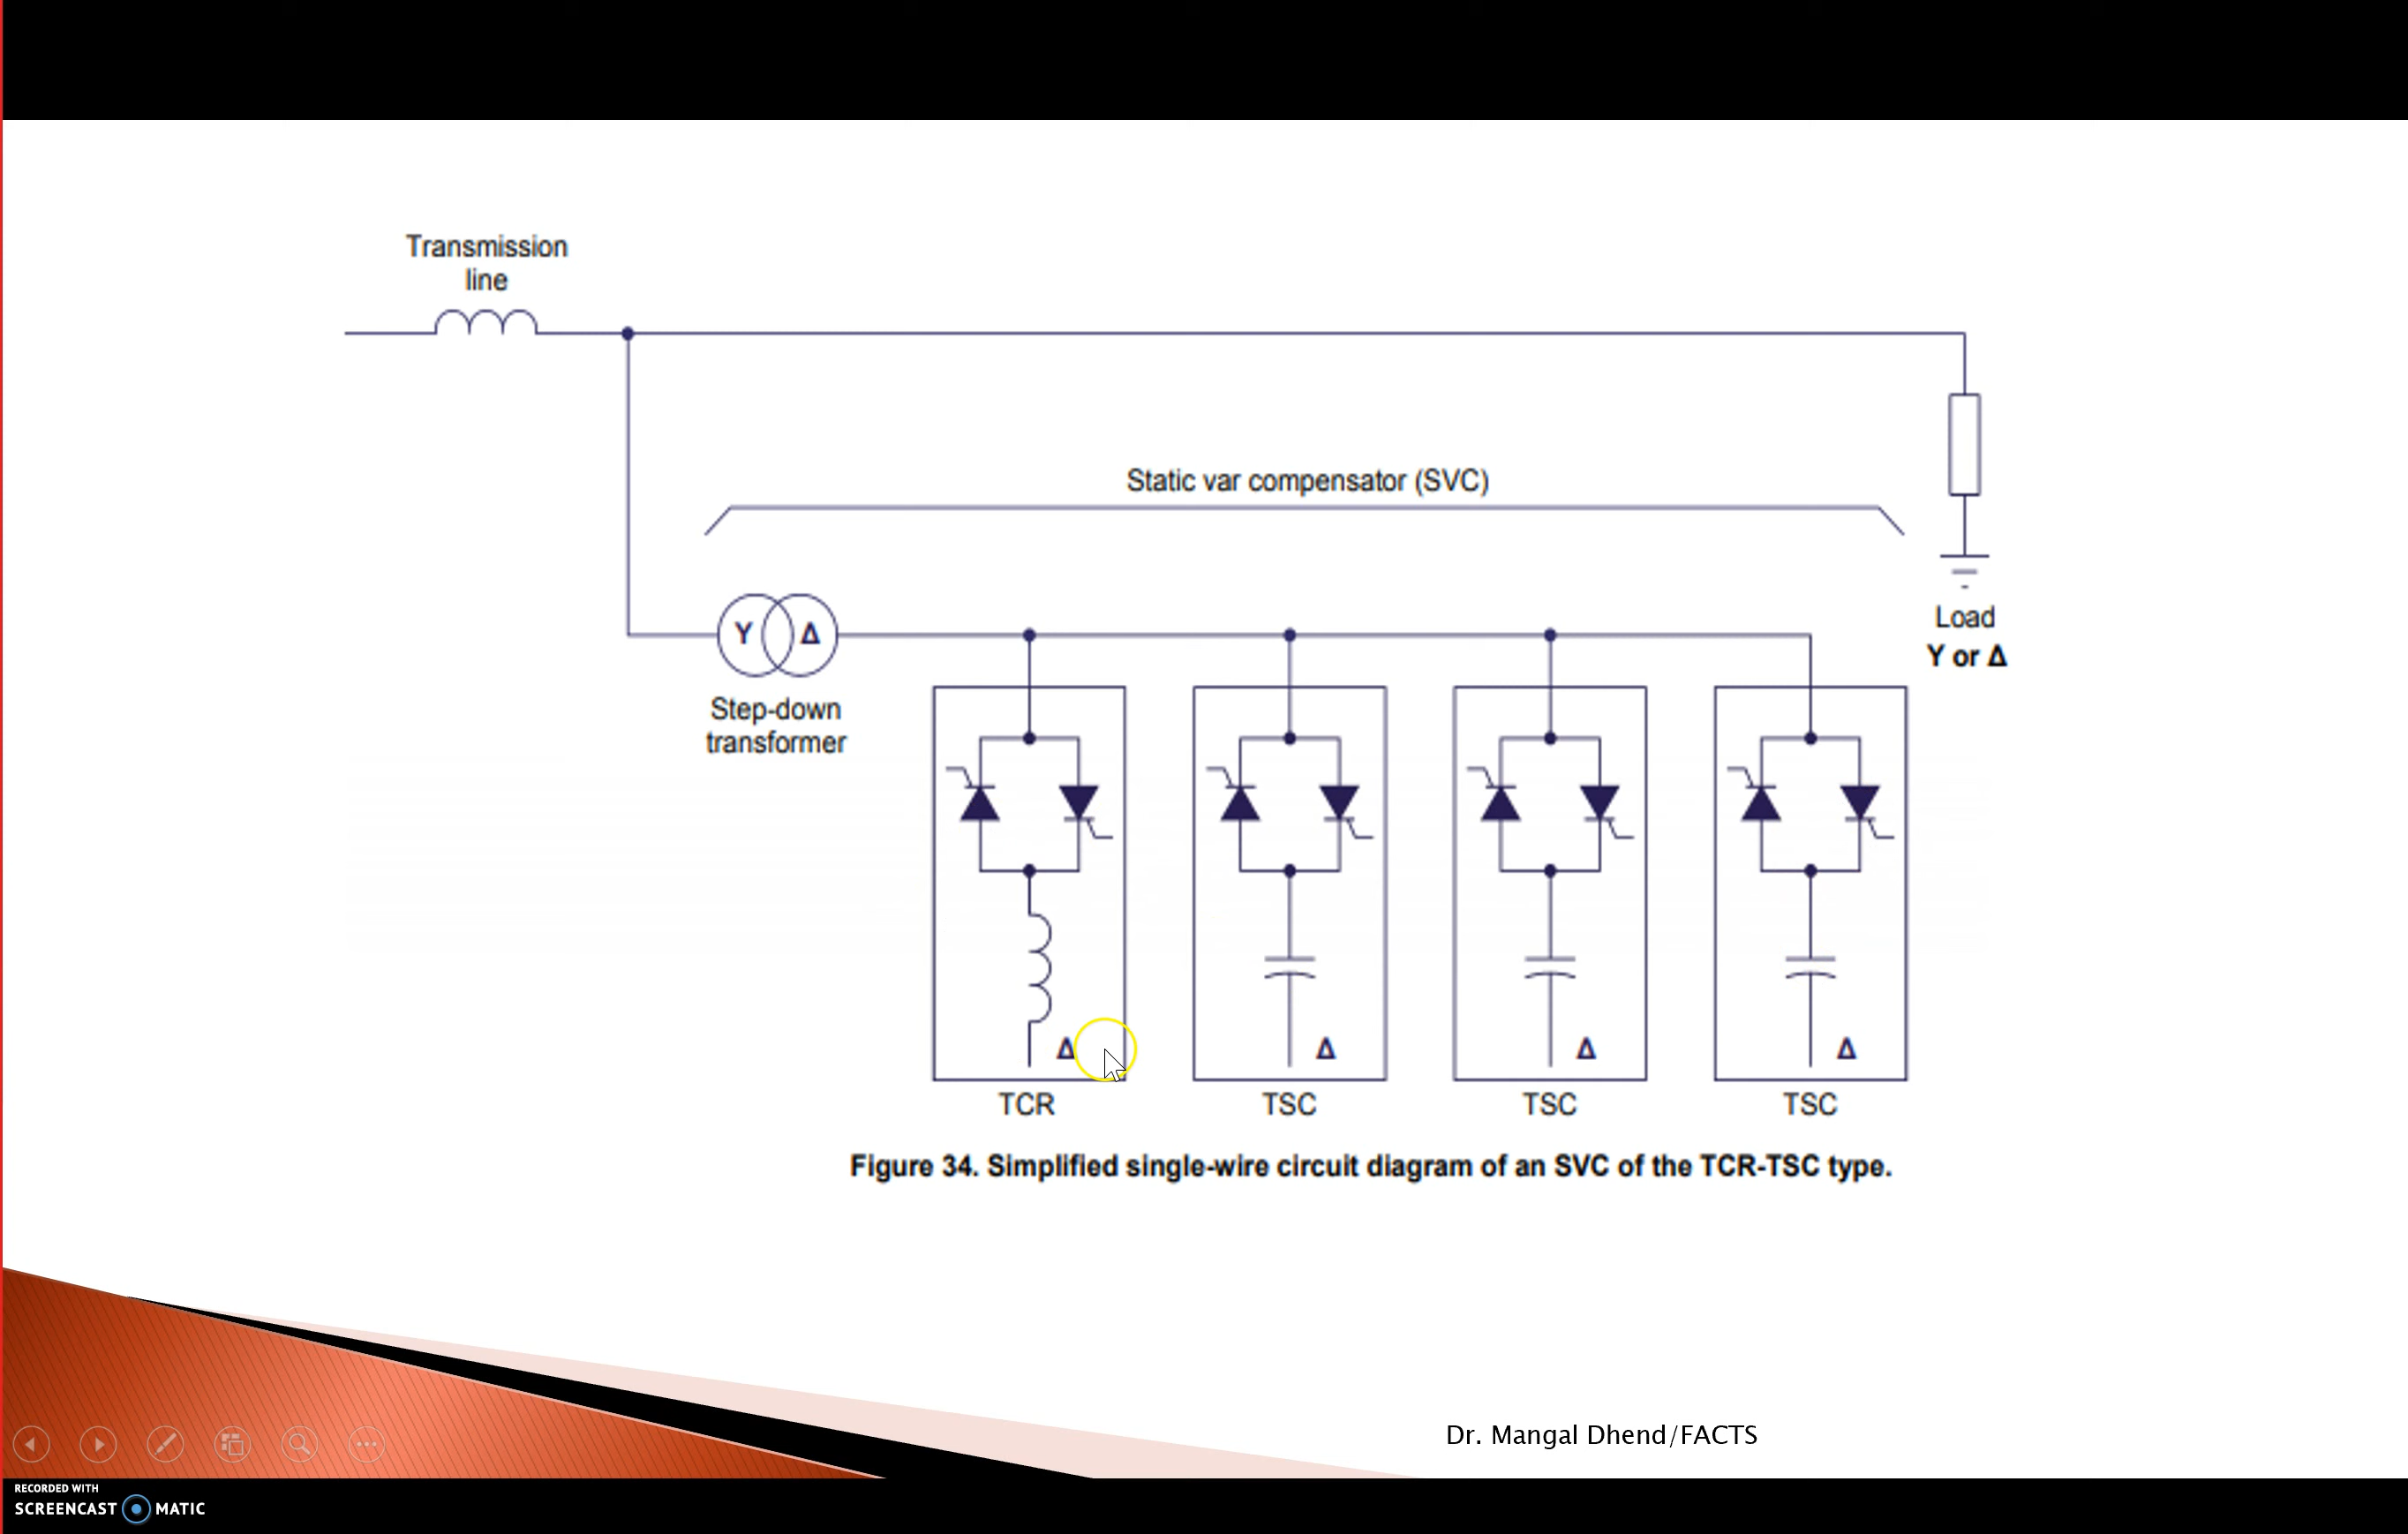 Transmission
line
Static var compensator (SVC)
Y Δ
Load
Y or Δ
Step-down
transformer
Δ Δ Δ Δ
TCR TSC TSC TSC
Figure 34. Simplified single-wire circuit diagram of an SVC of the TCR-TSC type.
Dr. Mangal Dhend/FACTS
RECORDED WITH
SCREENCAST MATIC